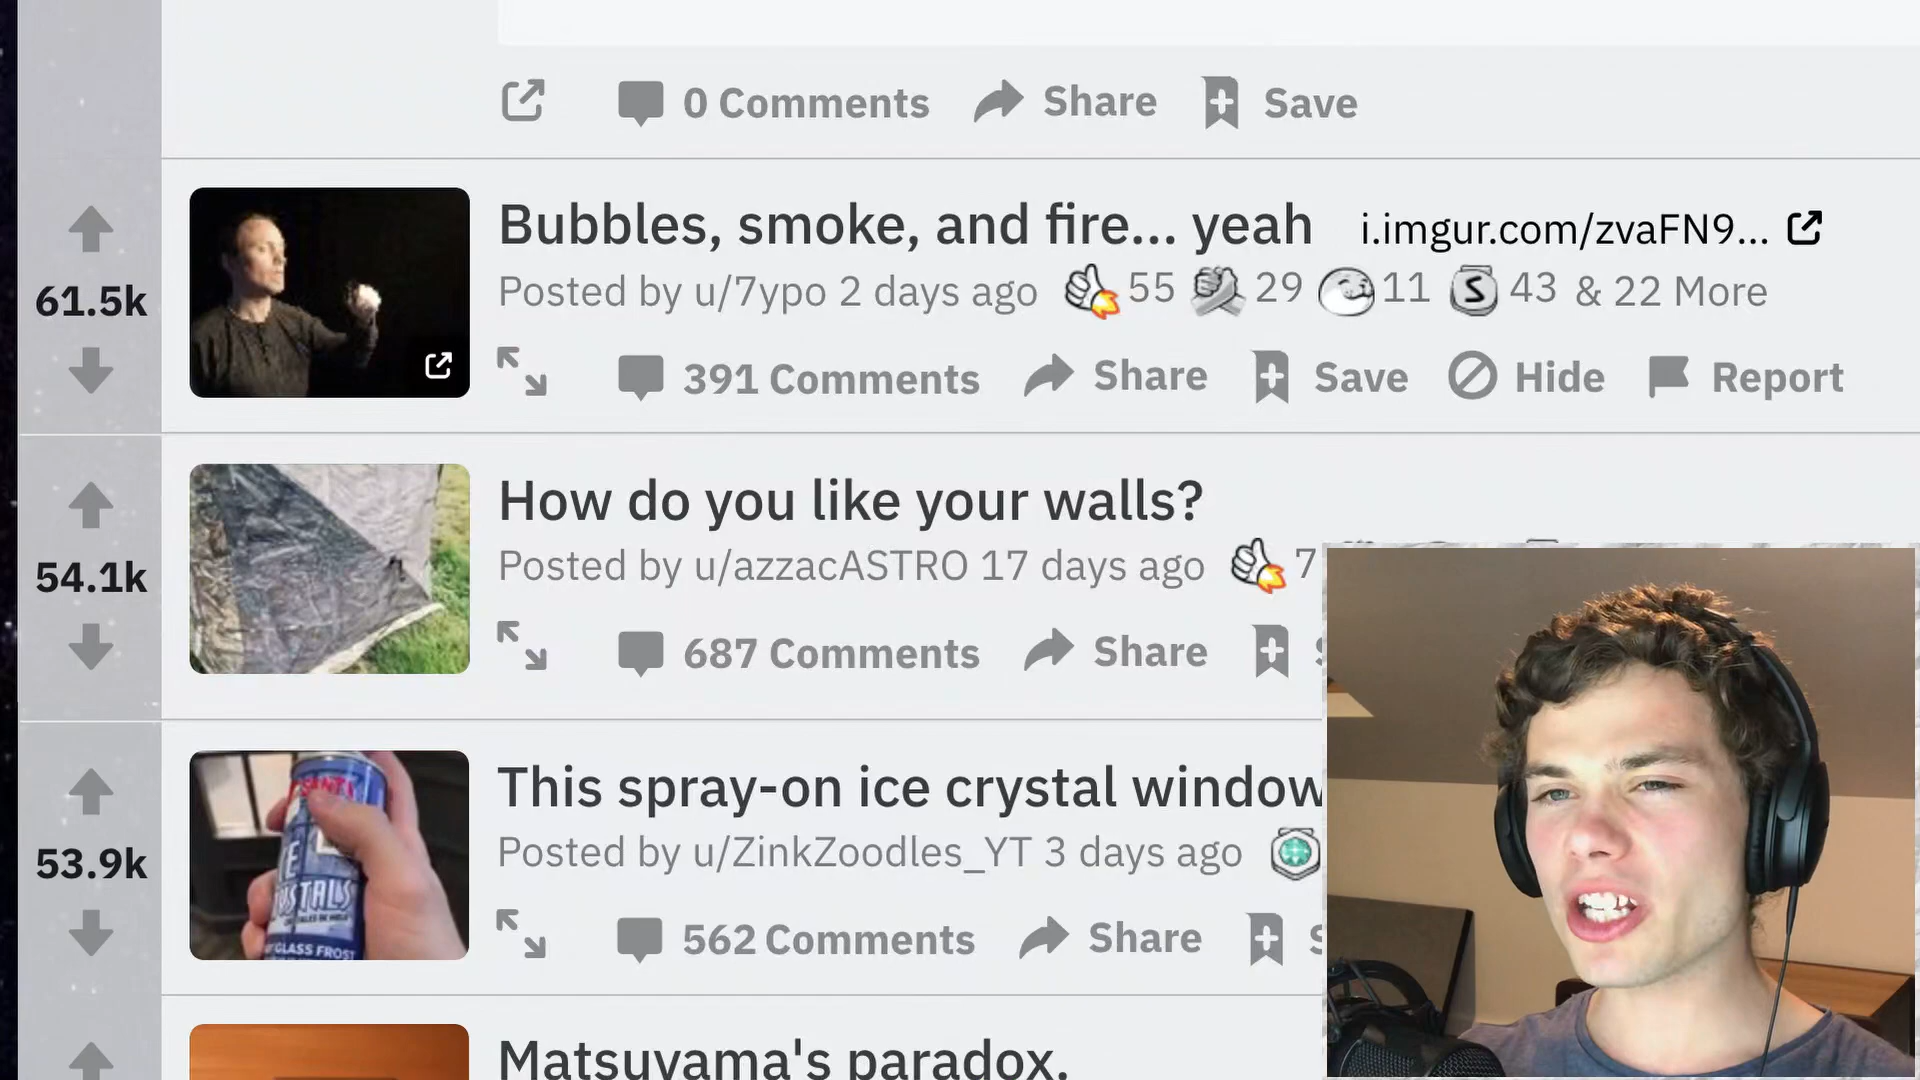 0 Comments Share Save
Bubbles, smoke, and fire... yeah i.imgur.com/zvaFN9...
Posted by u/7ypo 2 days ago 55 29 11 S 43 & 22 More
61.5k
391 Comments Share Save Hide Report
How do you like your walls?
Posted by u/azzacASTRO 17 days ago 7
54.1k
687 Comments Share S
This spray-on ice crystal window
Posted by u/ZinkZoodles_YT 3 days ago
53.9k
GLASS FROST
562 Comments Share S
Matsuyama's paradox.